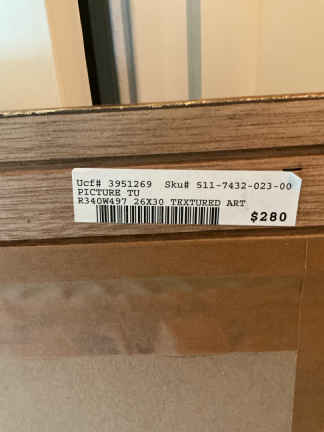 Ucf# 3951269 Sku# 511-7432-023-00
PICTURE TU
R340W497 26X30 TEXTURED ART
$280